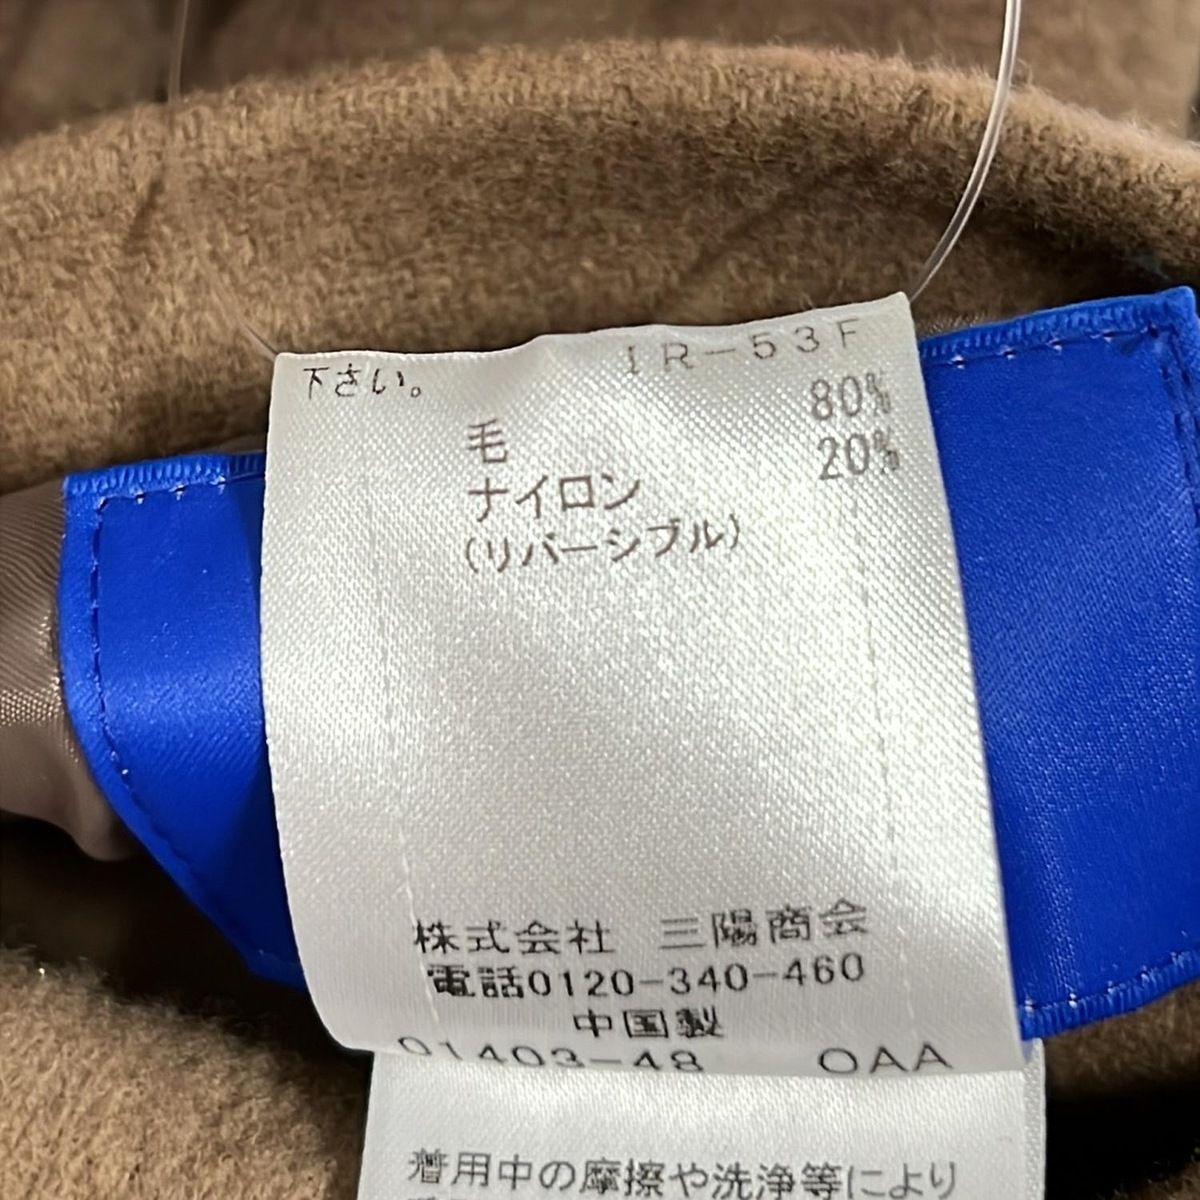 下さい。
IR-53F
毛 80%
ナイロン 20%
(リバーシブル)
株式会社 三陽商会
電話0120-340-460
中国製
01403-48 OAA
着用中の摩擦や洗浄等により